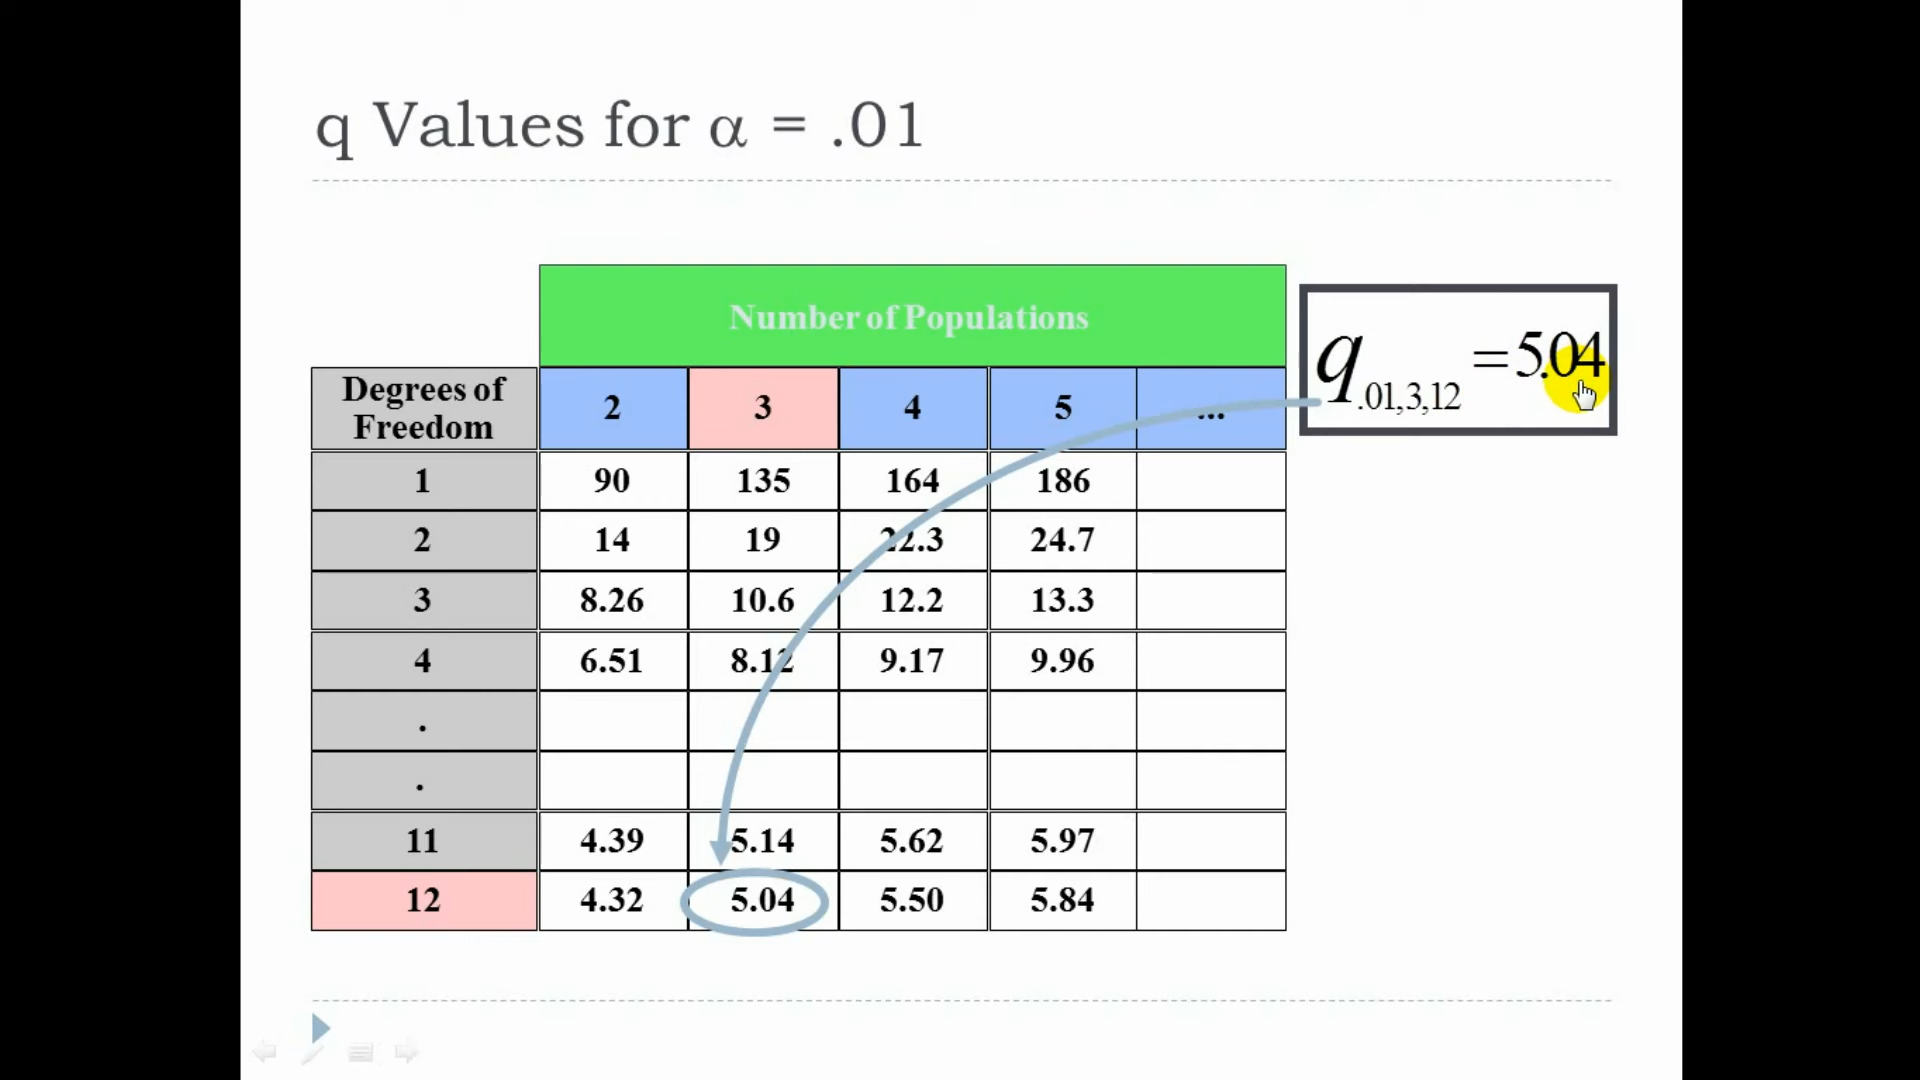 q Values for α = .01
Number of Populations
Degrees of Freedom 2 3 4 5 ...
1 90 135 164 186
2 14 19 22.3 24.7
3 8.26 10.6 12.2 13.3
4 6.51 8.12 9.17 9.96
.
.
11 4.39 5.14 5.62 5.97
12 4.32 5.04 5.50 5.84
q.01,3,12 = 5.04